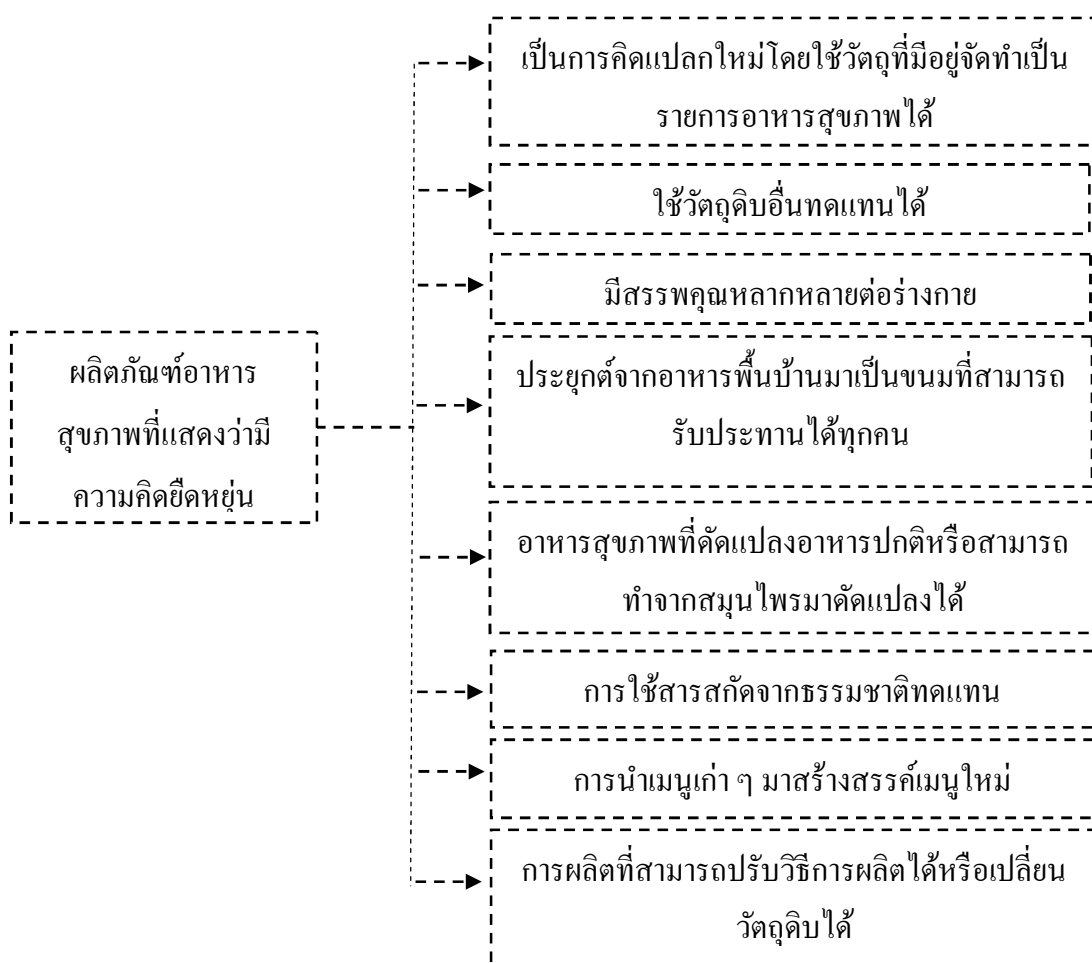 เป็นการคิดแปลกใหม่โดยใช้วัตถุที่มีอยู่จัดทำเป็น
รายการอาหารสุขภาพได้
ใช้วัตถุดิบอื่นทดแทนได้
มีสรรพคุณหลากหลายต่อร่างกาย
ผลิตภัณฑ์อาหาร
สุขภาพที่แสดงว่ามี
ความคิดยืดหยุ่น
ประยุกต์จากอาหารพื้นบ้านมาเป็นขนมที่สามารถ
รับประทานได้ทุกคน
อาหารสุขภาพที่ดัดแปลงอาหารปกติหรือสามารถ
ทำจากสมุนไพรมาดัดแปลงได้
การใช้สารสกัดจากธรรมชาติทดแทน
การนำเมนูเก่า ๆ มาสร้างสรรค์เมนูใหม่
การผลิตที่สามารถปรับวิธีการผลิตได้หรือเปลี่ยน
วัตถุดิบได้